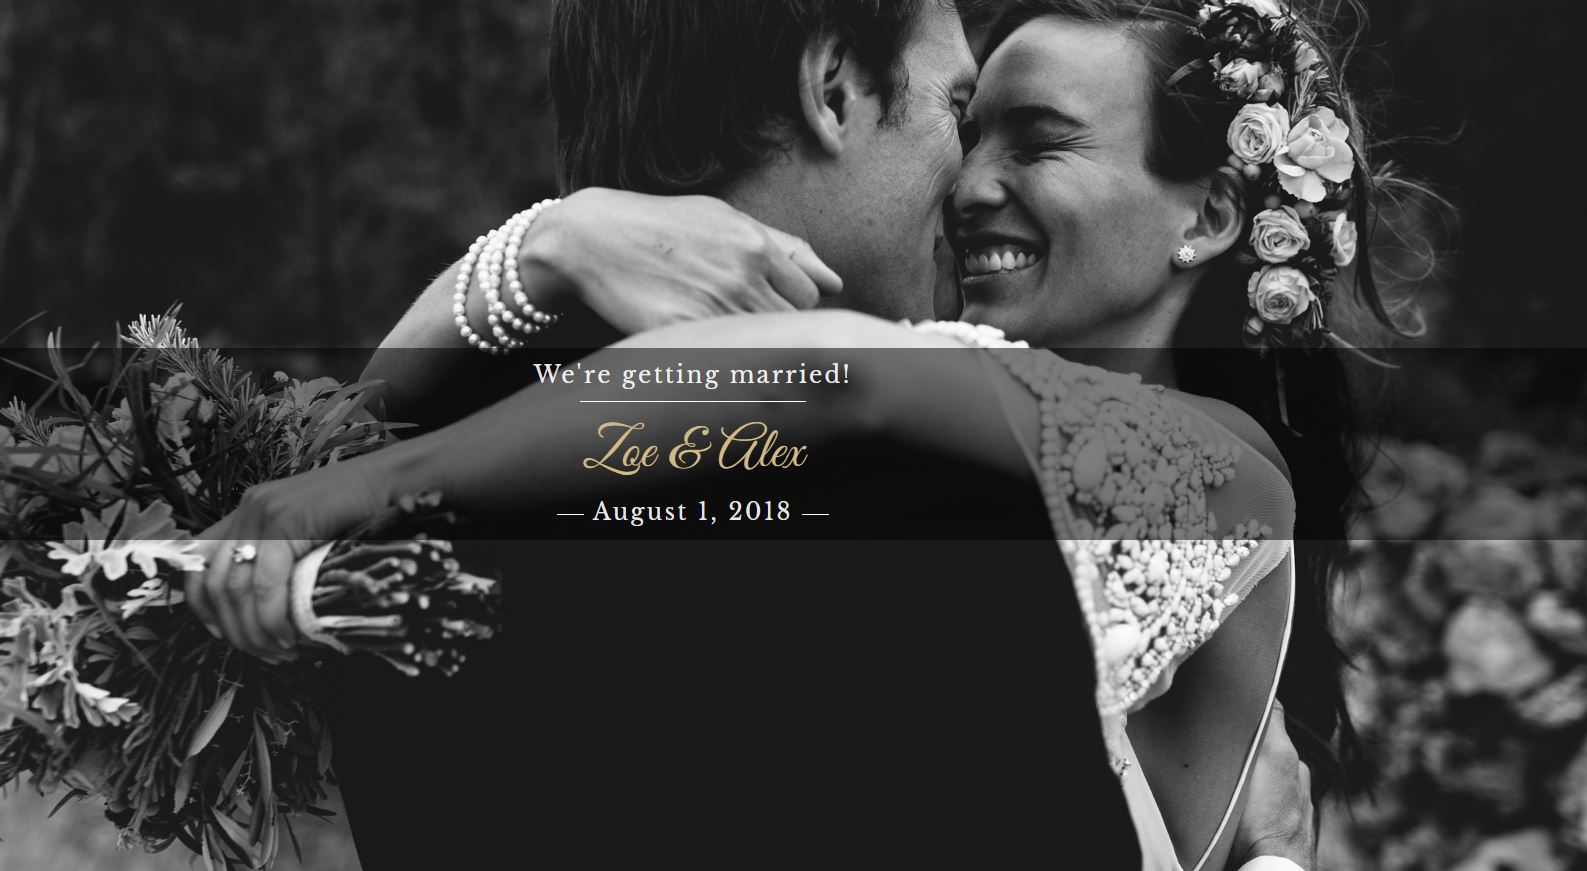 We're getting married!
Zoe & Alex
— August 1, 2018 —